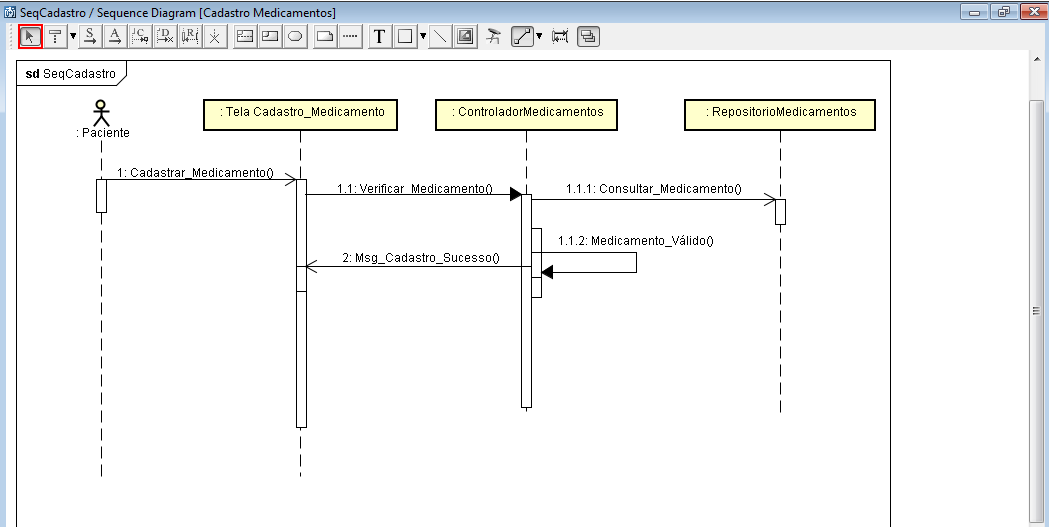 SeqCadastro / Sequence Diagram [Cadastro Medicamentos]
sd SeqCadastro
: Paciente
: Tela Cadastro_Medicamento
: ControladorMedicamentos
: RepositorioMedicamentos
1: Cadastrar_Medicamento()
1.1: Verificar_Medicamento()
1.1.1: Consultar_Medicamento()
1.1.2: Medicamento_Válido()
2: Msg_Cadastro_Sucesso()